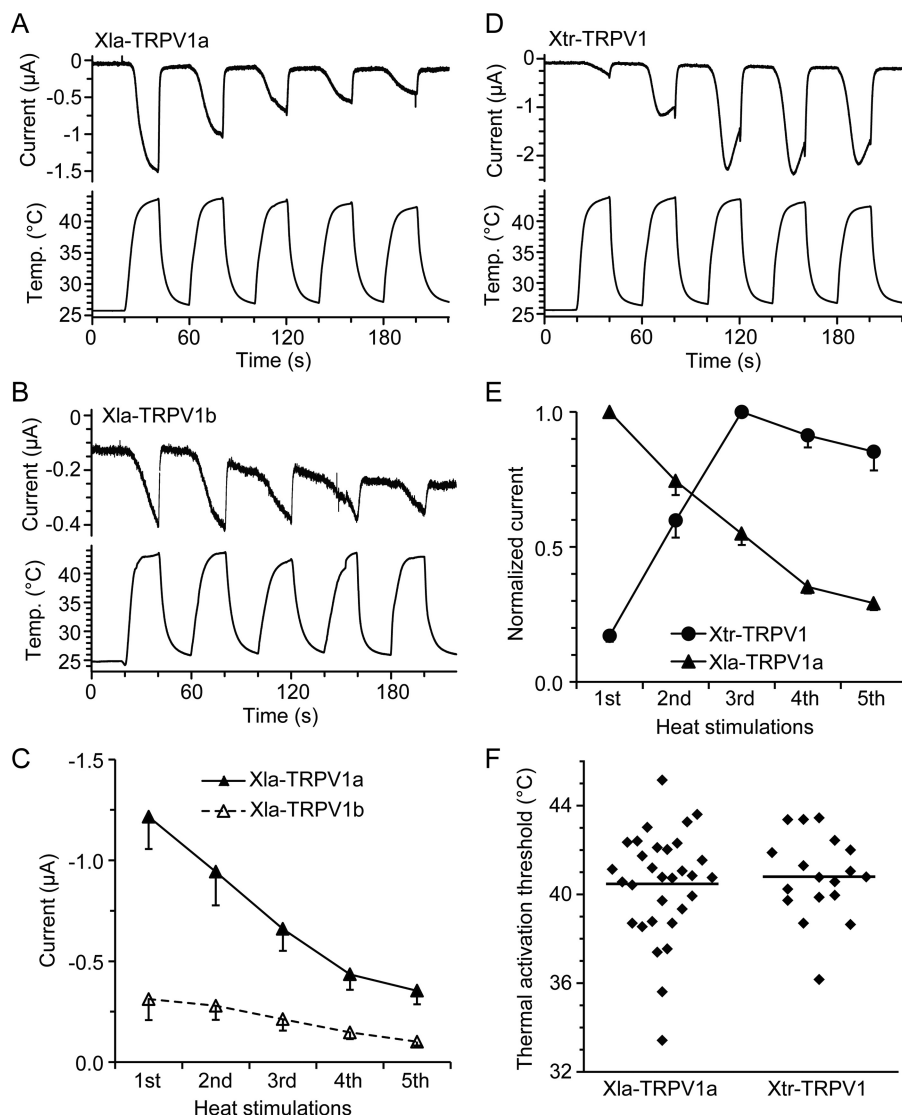 A
Xla-TRPV1a
0
-0.5
-1.0
-1.5
Current (µA)
40
35
30
25
Temp. (°C)
0 60 120 180
Time (s)
B
Xla-TRPV1b
0
-0.2
-0.4
Current (µA)
40
35
30
25
Temp. (°C)
0 60 120 180
Time (s)
C
-1.5
-1.0
-0.5
0.0
Current (µA)
Xla-TRPV1a
Xla-TRPV1b
1st 2nd 3rd 4th 5th
Heat stimulations
D
Xtr-TRPV1
0
-1
-2
Current (µA)
40
35
30
25
Temp. (°C)
0 60 120 180
Time (s)
E
1.0
0.5
0.0
Normalized current
Xtr-TRPV1
Xla-TRPV1a
1st 2nd 3rd 4th 5th
Heat stimulations
F
44
40
36
32
Thermal activation threshold (°C)
Xla-TRPV1a Xtr-TRPV1